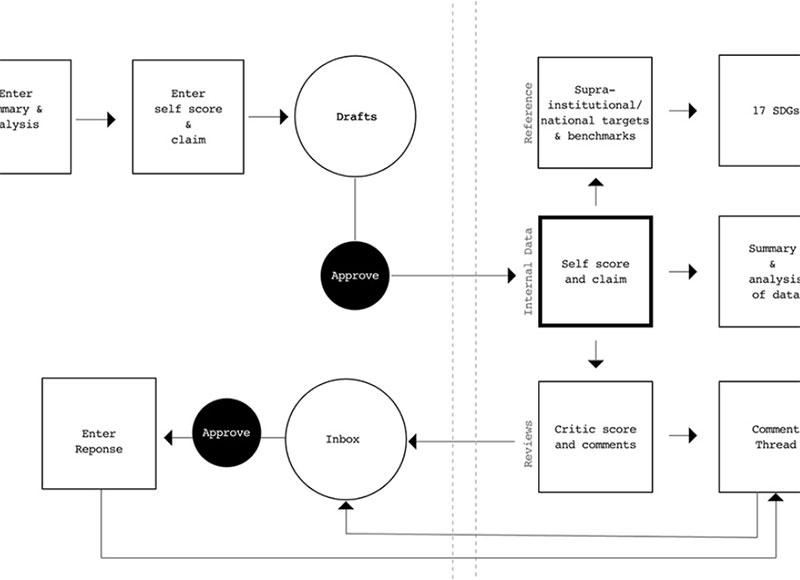 Enter
mmary &
alysis
Enter
self score
&
claim
Drafts
Approve
Reference
Supra-
institutional/
national targets
& benchmarks
17 SDGs
Internal Data
Self score
and claim
Summary
&
analysis
of data
Enter
Reponse
Approve
Inbox
Reviews
Critic score
and comments
Comment
Thread